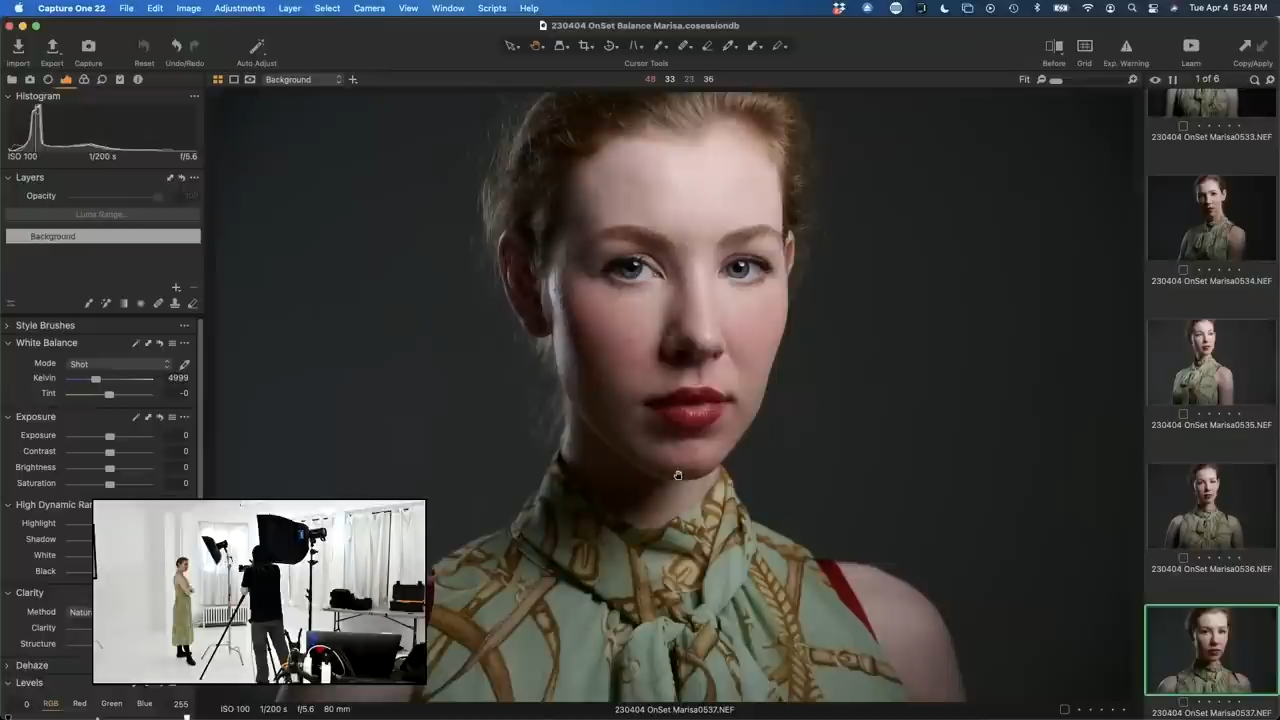 Capture One 22 File Edit Image Adjustments Layer Select Camera View Window Scripts Help Tue Apr 4 5:24 PM
230404 OnSet Balance Marisa.cosessiondb
Import Export Capture Reset Undo/Redo Auto Adjust Cursor Tools Before Grid Exp. Warning Learn Copy/Apply
Background 48 33 23 36 Fit 1 of 6
Histogram
ISO 100 1/200 s f/5.6
Layers
Opacity 100
Luma Range...
Background
Style Brushes
White Balance
Mode Shot
Kelvin 4999
Tint -0
Exposure
Exposure 0
Contrast 0
Brightness 0
Saturation 0
High Dynamic Ran
Highlight
Shadow
White
Black
Clarity
Method Natur
Clarity
Structure
Dehaze
Levels
0 RGB Red Green Blue 255
ISO 100 1/200 s f/5.6 80 mm 230404 OnSet Marisa0537.NEF
230404 OnSet Marisa0533.NEF
230404 OnSet Marisa0534.NEF
230404 OnSet Marisa0535.NEF
230404 OnSet Marisa0536.NEF
230404 OnSet Marisa0537.NEF